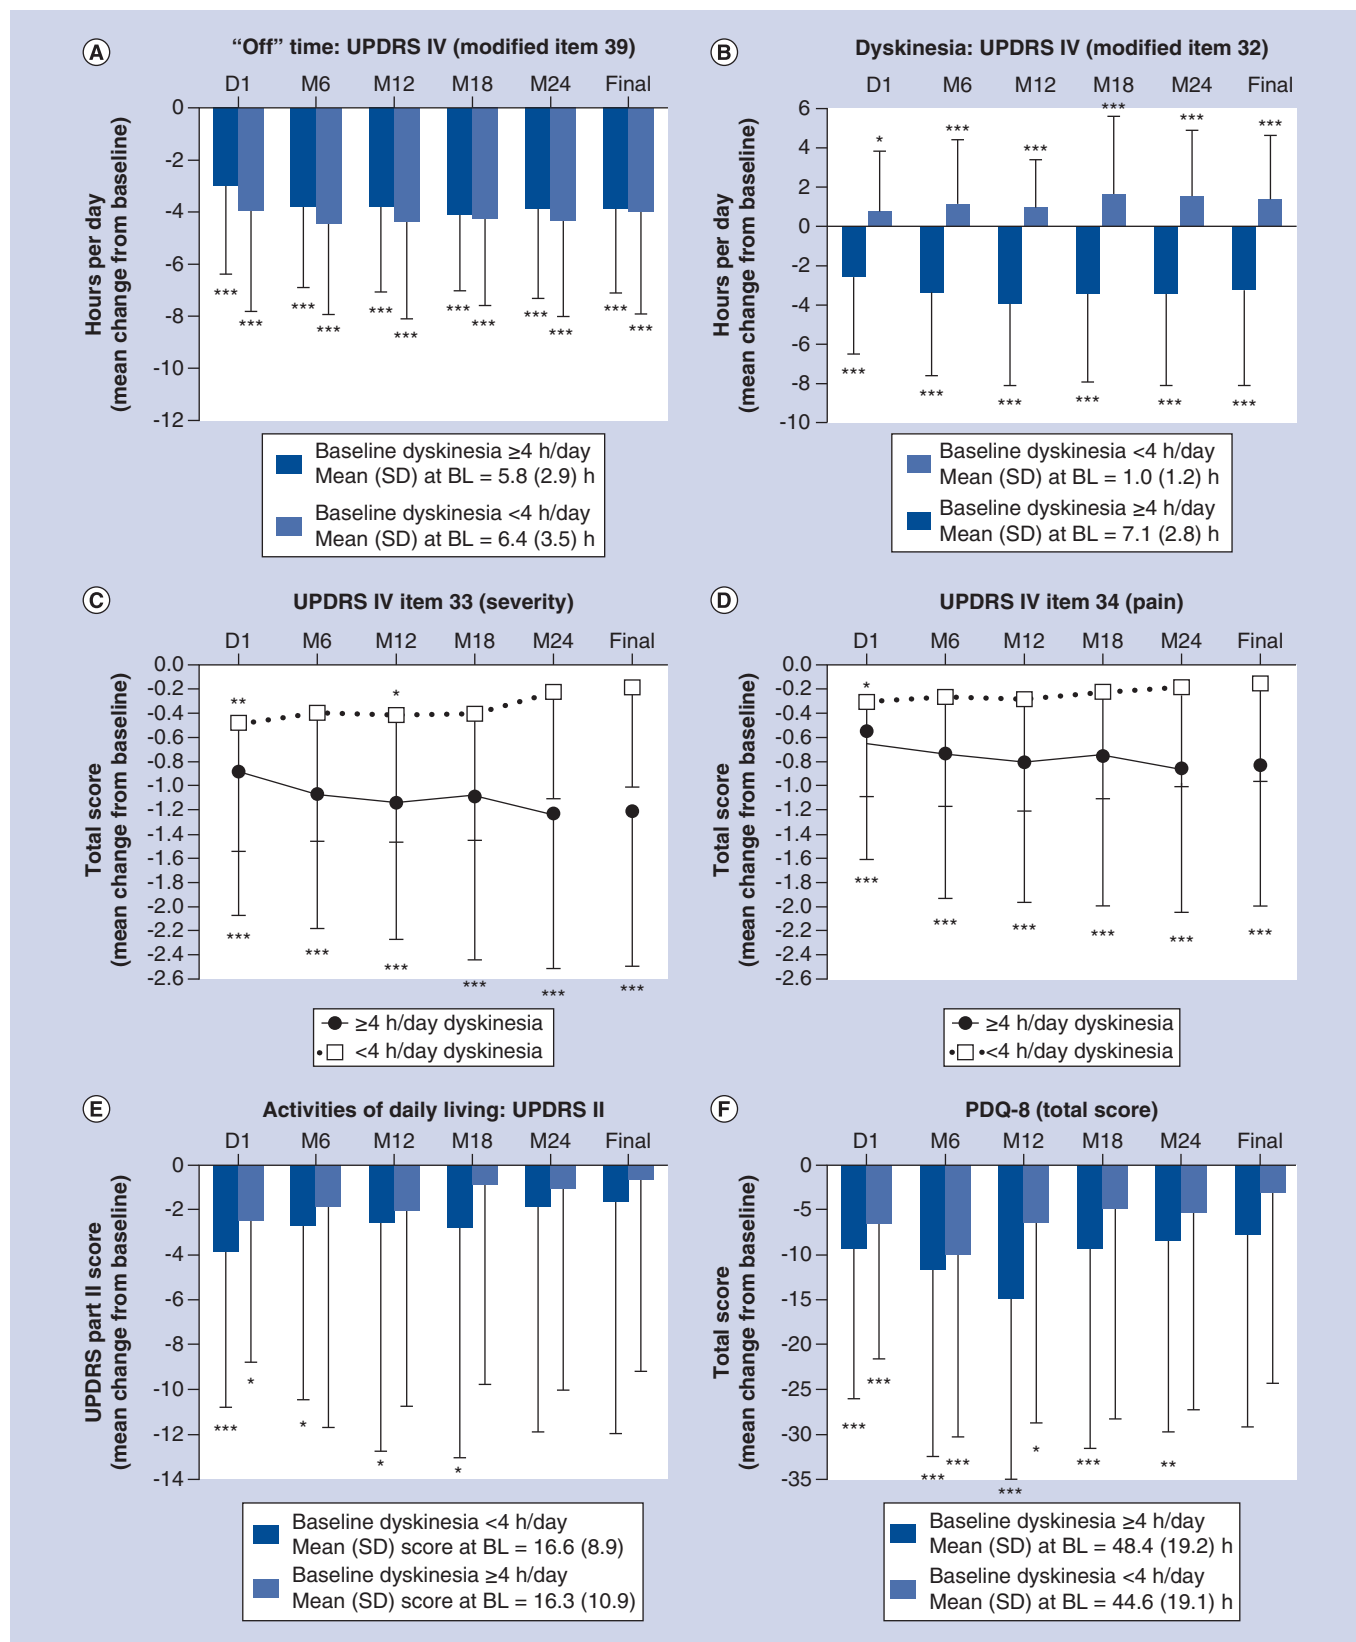 A
“Off” time: UPDRS IV (modified item 39)
D1 M6 M12 M18 M24 Final
0
-2
-4
-6
-8
-10
-12
Hours per day
(mean change from baseline)
*** *** *** *** *** *** *** *** *** *** *** ***
Baseline dyskinesia ≥4 h/day
Mean (SD) at BL = 5.8 (2.9) h
Baseline dyskinesia <4 h/day
Mean (SD) at BL = 6.4 (3.5) h
B
Dyskinesia: UPDRS IV (modified item 32)
D1 M6 M12 M18 M24 Final
6
4
2
0
-2
-4
-6
-8
-10
Hours per day
(mean change from baseline)
* *** *** *** *** ***
*** *** *** *** *** ***
Baseline dyskinesia <4 h/day
Mean (SD) at BL = 1.0 (1.2) h
Baseline dyskinesia ≥4 h/day
Mean (SD) at BL = 7.1 (2.8) h
C
UPDRS IV item 33 (severity)
D1 M6 M12 M18 M24 Final
0.0
-0.2
-0.4
-0.6
-0.8
-1.0
-1.2
-1.4
-1.6
-1.8
-2.0
-2.2
-2.4
-2.6
Total score
(mean change from baseline)
** *
*** *** *** *** *** ***
≥4 h/day dyskinesia
<4 h/day dyskinesia
D
UPDRS IV item 34 (pain)
D1 M6 M12 M18 M24 Final
0.0
-0.2
-0.4
-0.6
-0.8
-1.0
-1.2
-1.4
-1.6
-1.8
-2.0
-2.2
-2.4
-2.6
Total score
(mean change from baseline)
*
*** *** *** *** *** ***
≥4 h/day dyskinesia
<4 h/day dyskinesia
E
Activities of daily living: UPDRS II
D1 M6 M12 M18 M24 Final
0
-2
-4
-6
-8
-10
-12
-14
UPDRS part II score
(mean change from baseline)
*** * * * *
Baseline dyskinesia <4 h/day
Mean (SD) score at BL = 16.6 (8.9)
Baseline dyskinesia ≥4 h/day
Mean (SD) score at BL = 16.3 (10.9)
F
PDQ-8 (total score)
D1 M6 M12 M18 M24 Final
0
-5
-10
-15
-20
-25
-30
-35
Total score
(mean change from baseline)
*** *** *** *** *** * *** **
Baseline dyskinesia ≥4 h/day
Mean (SD) at BL = 48.4 (19.2) h
Baseline dyskinesia <4 h/day
Mean (SD) at BL = 44.6 (19.1) h